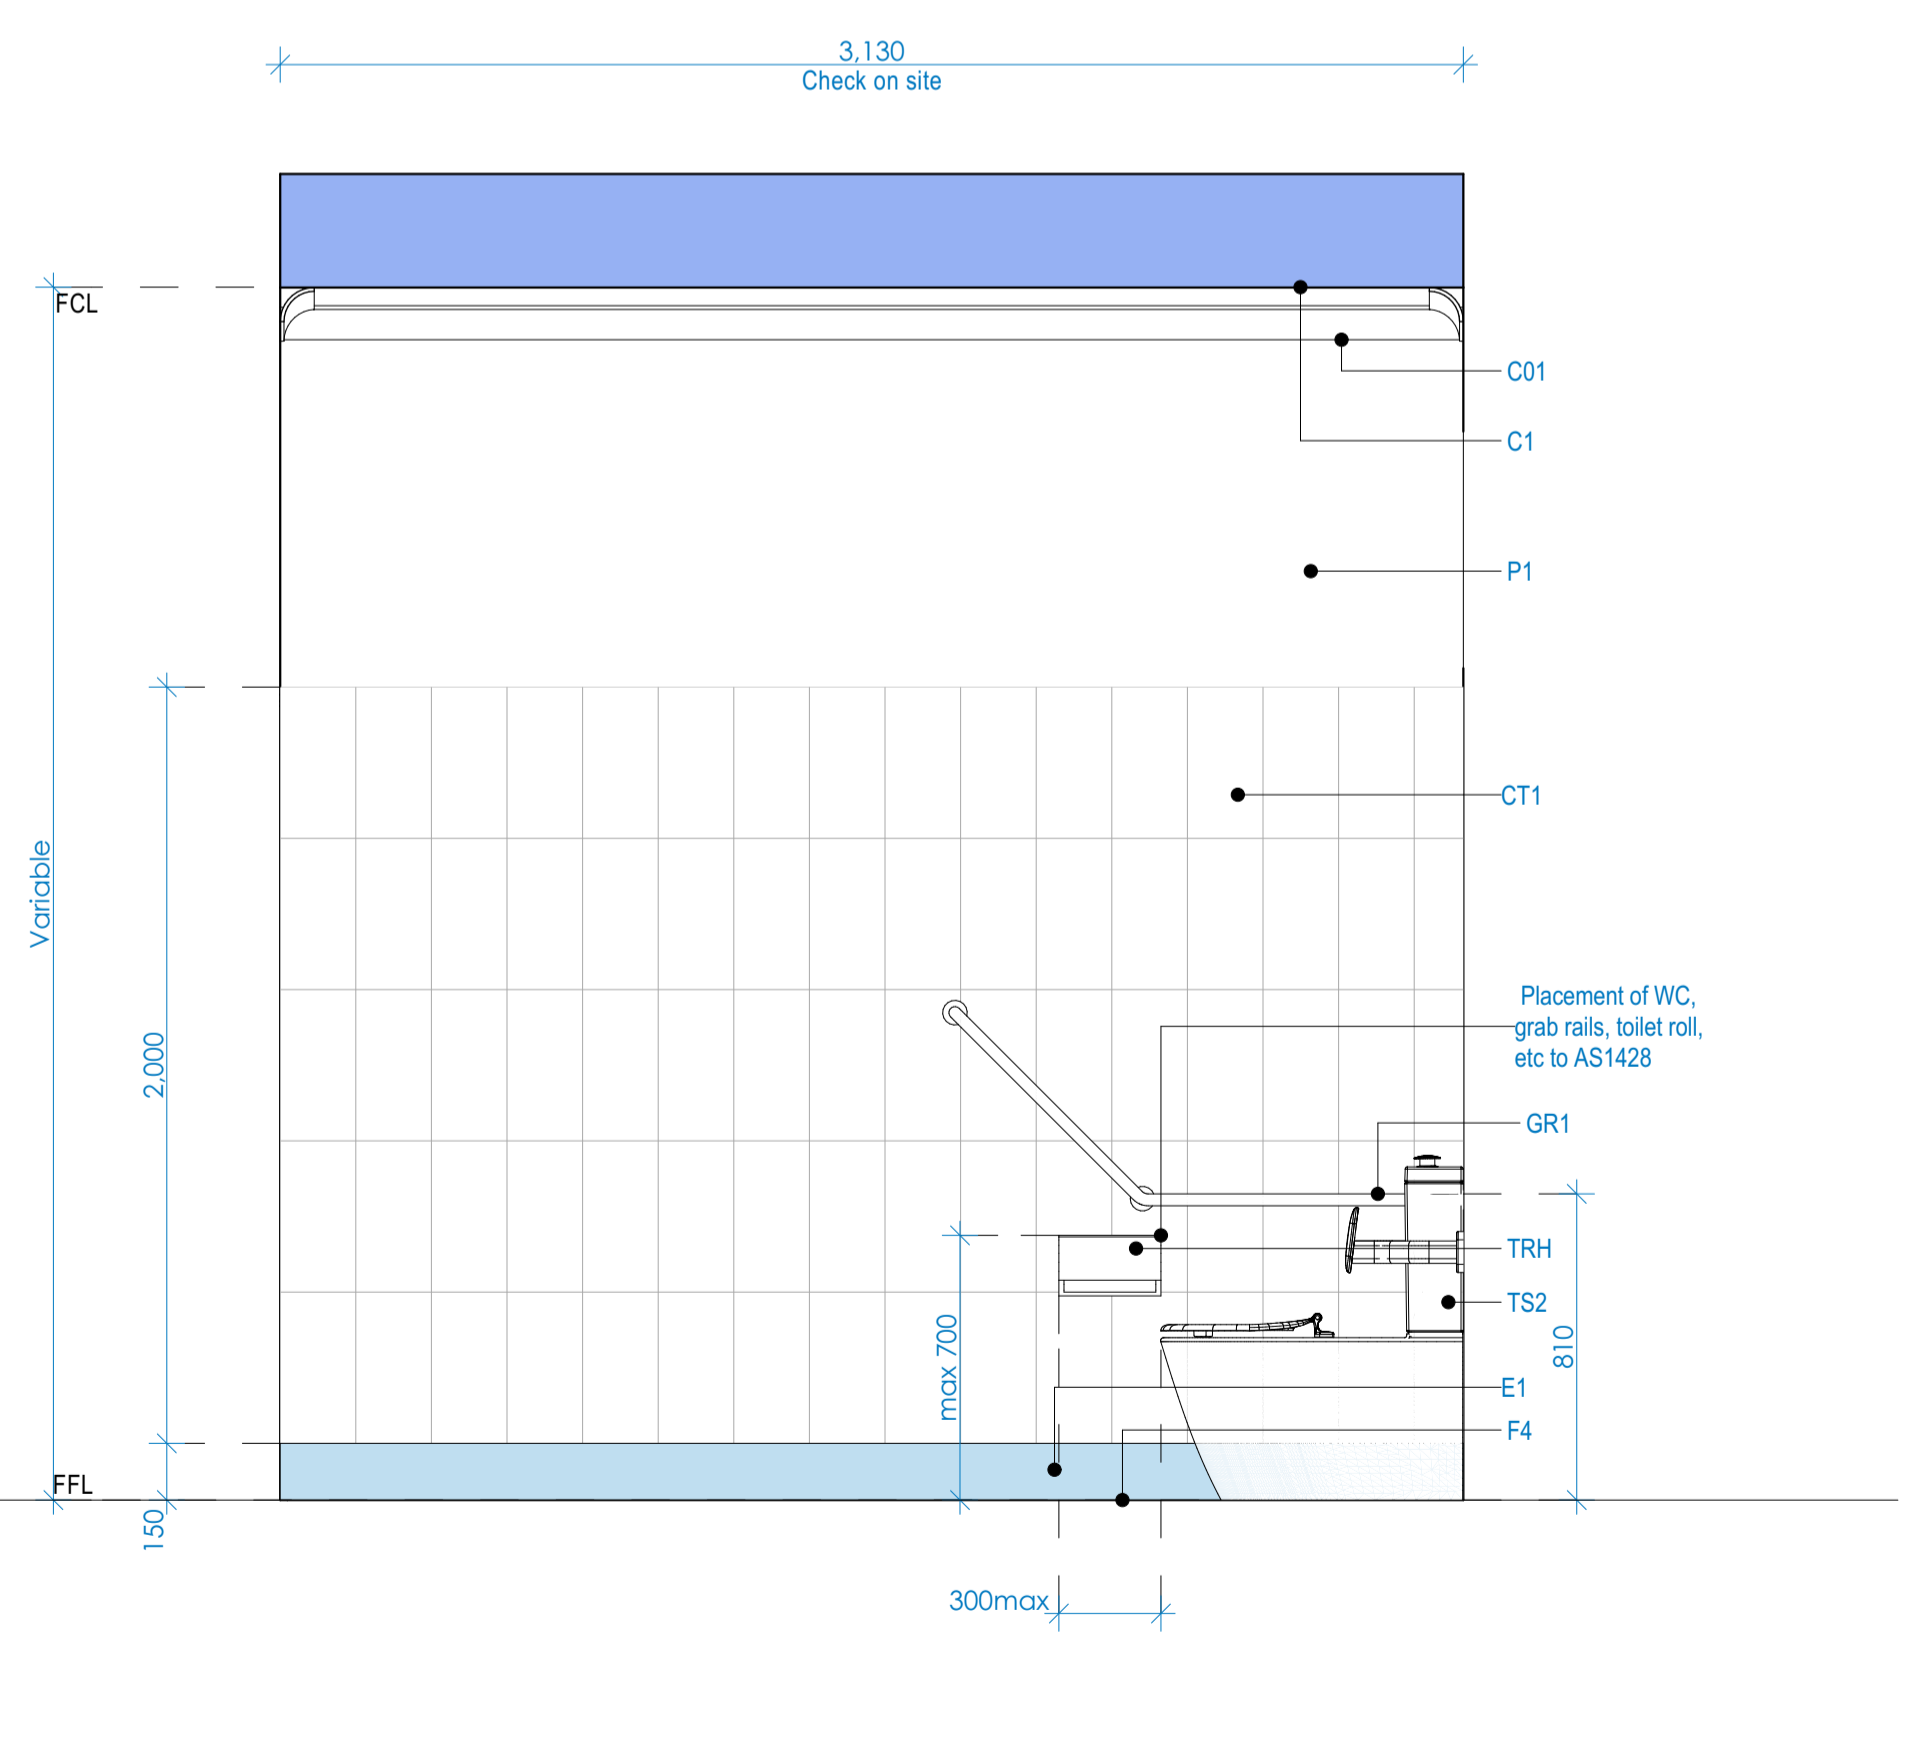 3,130
Check on site
FCL
C01
C1
P1
CT1
Variable
Placement of WC,
grab rails, toilet roll,
etc to AS1428
2,000
GR1
TRH
TS2
max 700
810
E1
F4
FFL
150
300max